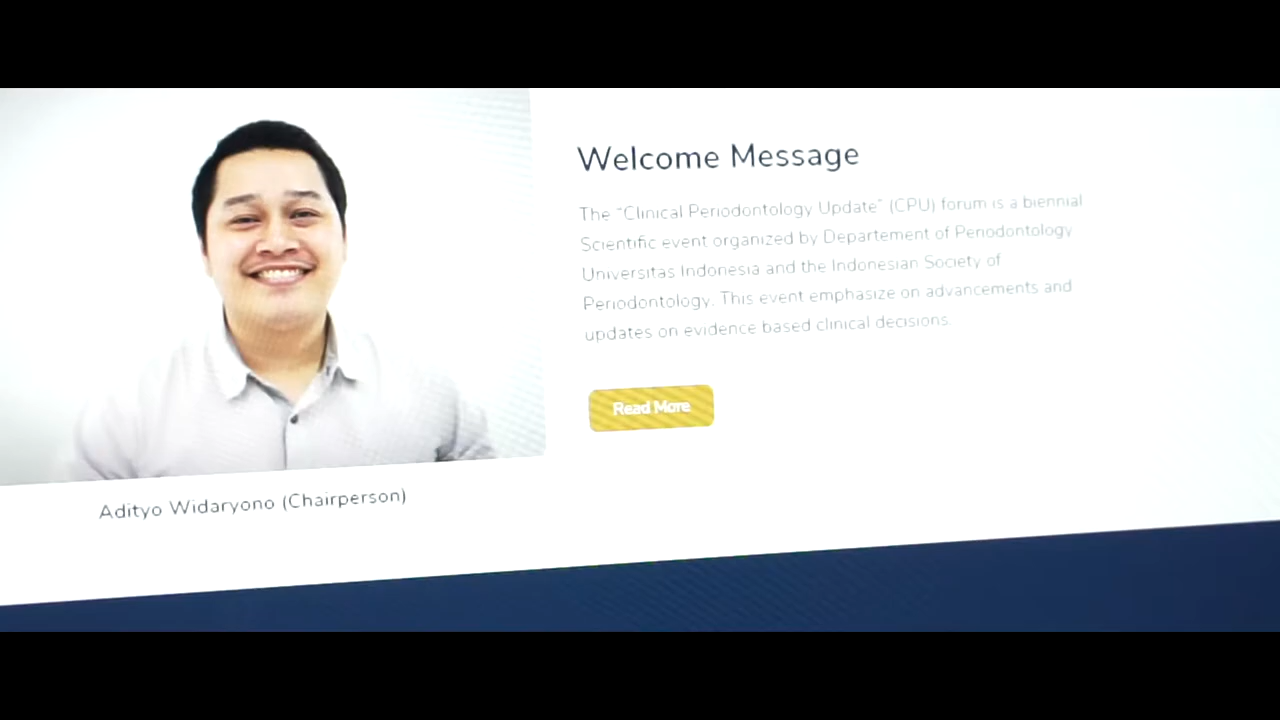 Welcome Message
The "Clinical Periodontology Update" (CPU) forum is a biennial
Scientific event organized by Departement of Periodontology
Universitas Indonesia and the Indonesian Society of
Periodontology. This event emphasize on advancements and
updates on evidence based clinical decisions.
Read More
Adityo Widaryono (Chairperson)